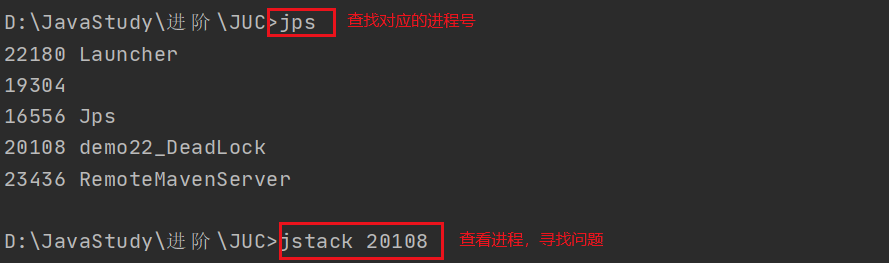 D:\JavaStudy\进阶\JUC>jps 查找对应的进程号
22180 Launcher
19304
16556 Jps
20108 demo22_DeadLock
23436 RemoteMavenServer
D:\JavaStudy\进阶\JUC>jstack 20108 查看进程，寻找问题